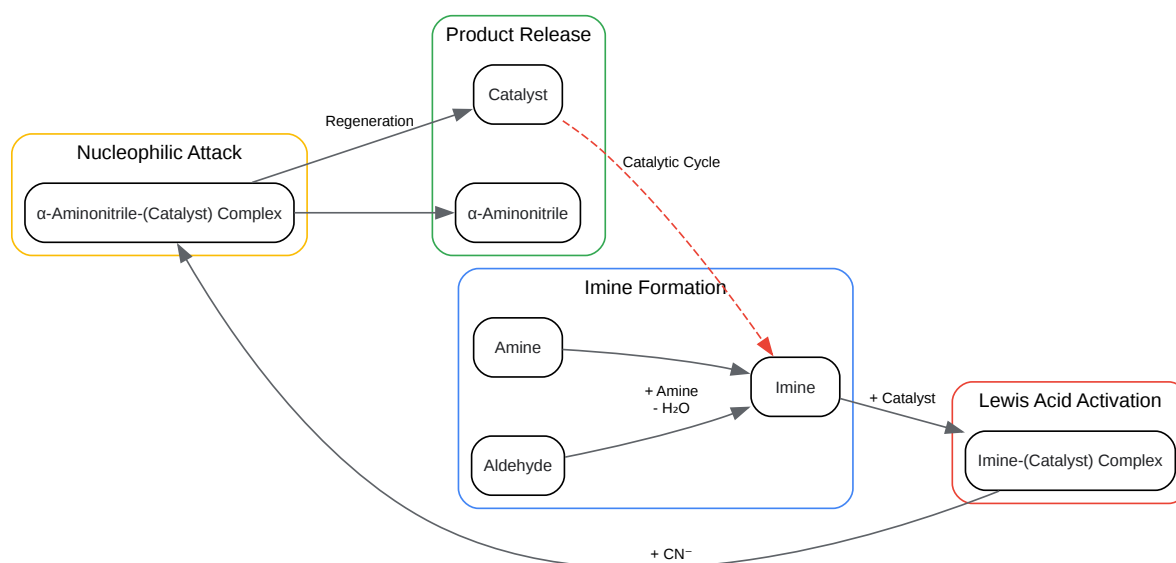 Product Release
Catalyst
Regeneration
Nucleophilic Attack
Catalytic Cycle
α-Aminonitrile-(Catalyst) Complex
α-Aminonitrile
Imine Formation
Amine
+ Amine
- H₂O
Imine
+ Catalyst
Lewis Acid Activation
Aldehyde
Imine-(Catalyst) Complex
+ CN⁻